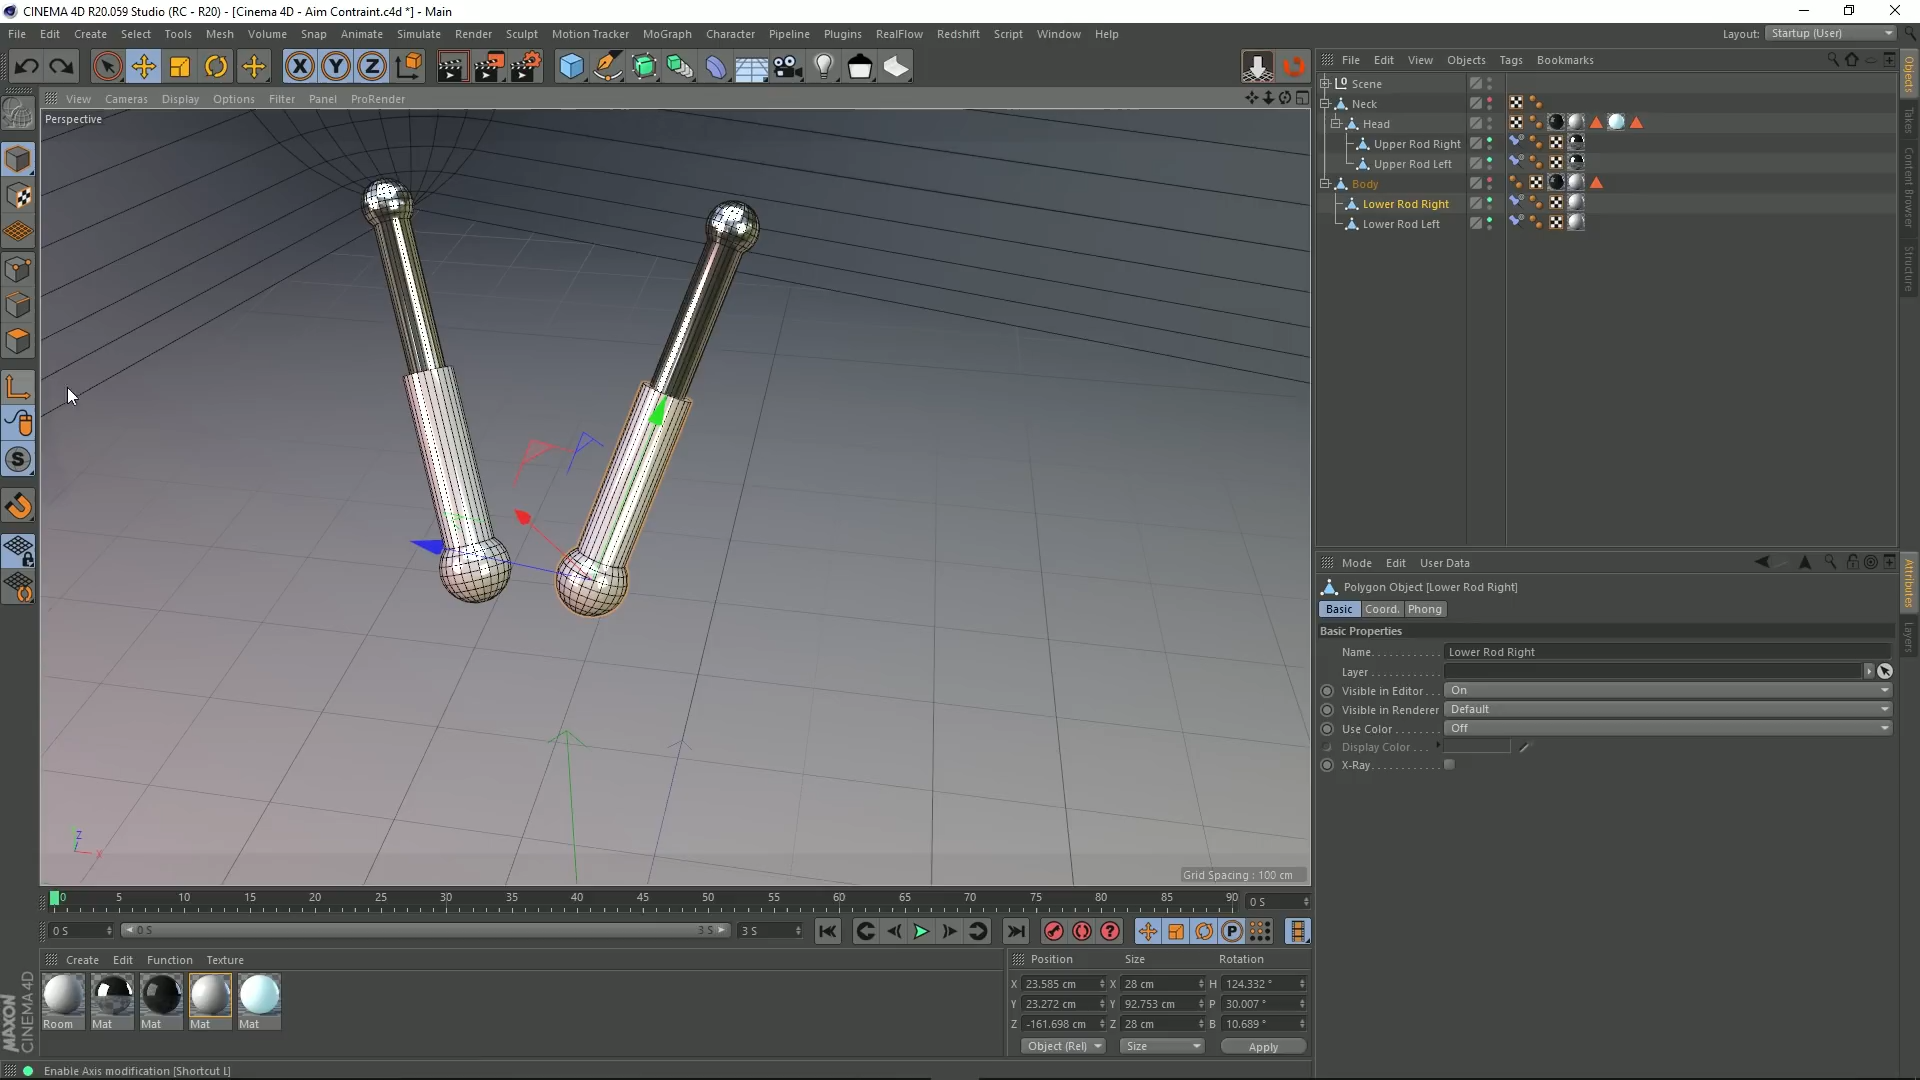 CINEMA 4D R20.059 Studio (RC - R20) - [Cinema 4D - Aim Contraint.c4d *] - Main
File Edit Create Select Tools Mesh Volume Snap Animate Simulate Render Sculpt Motion Tracker MoGraph Character Pipeline Plugins RealFlow Redshift Script Window Help Layout: Startup (User)
X Y Z
File Edit View Objects Tags Bookmarks
View Cameras Display Options Filter Panel ProRender
Perspective
Scene
Neck
Head
Upper Rod Right
Upper Rod Left
Body
Lower Rod Right
Lower Rod Left
Objects
Takes
Content Browser
Structure
S
Mode Edit User Data
Polygon Object [Lower Rod Right]
Basic Coord. Phong
Basic Properties
Name. . . . . . . . . . . . Lower Rod Right
Layer . . . . . . . . . . . .
Visible in Editor . . . On
Visible in Renderer Default
Use Color . . . . . . . Off
Display Color . . .
X-Ray. . . . . . . . . . . .
Attributes
Layers
Z
X
Grid Spacing : 100 cm
0 5 10 15 20 25 30 35 40 45 50 55 60 65 70 75 80 85 90 0 S
0 S 0 S 3 S 3 S P
Create Edit Function Texture
Room Mat Mat Mat Mat
Position Size Rotation
X 23.585 cm X 28 cm H 124.332 °
Y 23.272 cm Y 92.753 cm P 30.007 °
Z -161.698 cm Z 28 cm B 10.689 °
Object (Rel) Size Apply
MAXON
CINEMA 4D
Enable Axis modification [Shortcut L]